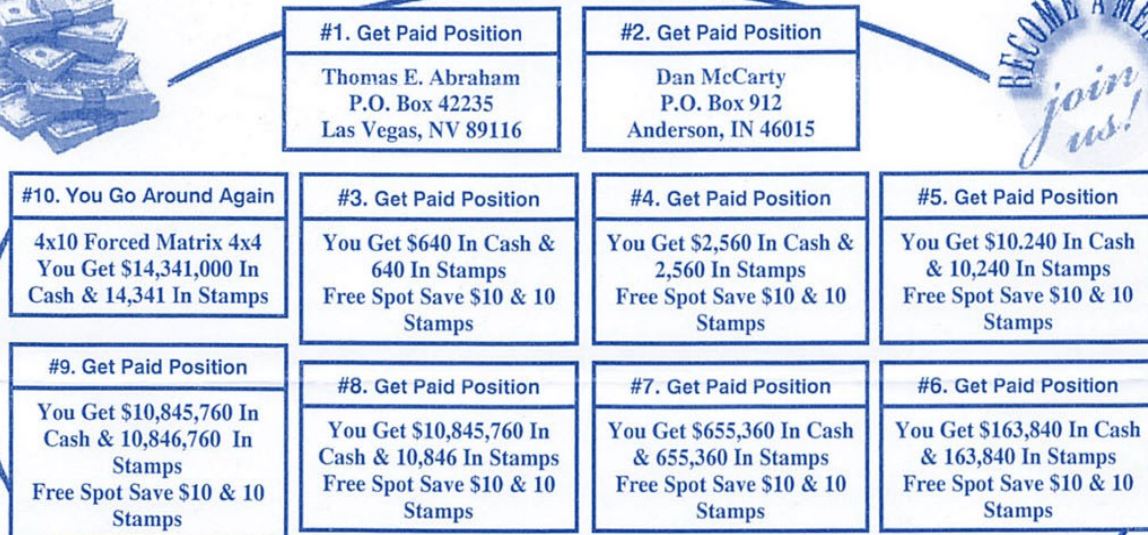 #1. Get Paid Position
Thomas E. Abraham
P.O. Box 42235
Las Vegas, NV 89116
#2. Get Paid Position
Dan McCarty
P.O. Box 912
Anderson, IN 46015
BECOME A
join
us!
#10. You Go Around Again
4x10 Forced Matrix 4x4
You Get $14,341,000 In
Cash & 14,341 In Stamps
#3. Get Paid Position
You Get $640 In Cash &
640 In Stamps
Free Spot Save $10 & 10
Stamps
#4. Get Paid Position
You Get $2,560 In Cash &
2,560 In Stamps
Free Spot Save $10 & 10
Stamps
#5. Get Paid Position
You Get $10.240 In Cash
& 10,240 In Stamps
Free Spot Save $10 & 10
Stamps
#9. Get Paid Position
You Get $10,845,760 In
Cash & 10,846,760 In
Stamps
Free Spot Save $10 & 10
Stamps
#8. Get Paid Position
You Get $10,845,760 In
Cash & 10,846 In Stamps
Free Spot Save $10 & 10
Stamps
#7. Get Paid Position
You Get $655,360 In Cash
& 655,360 In Stamps
Free Spot Save $10 & 10
Stamps
#6. Get Paid Position
You Get $163,840 In Cash
& 163,840 In Stamps
Free Spot Save $10 & 10
Stamps